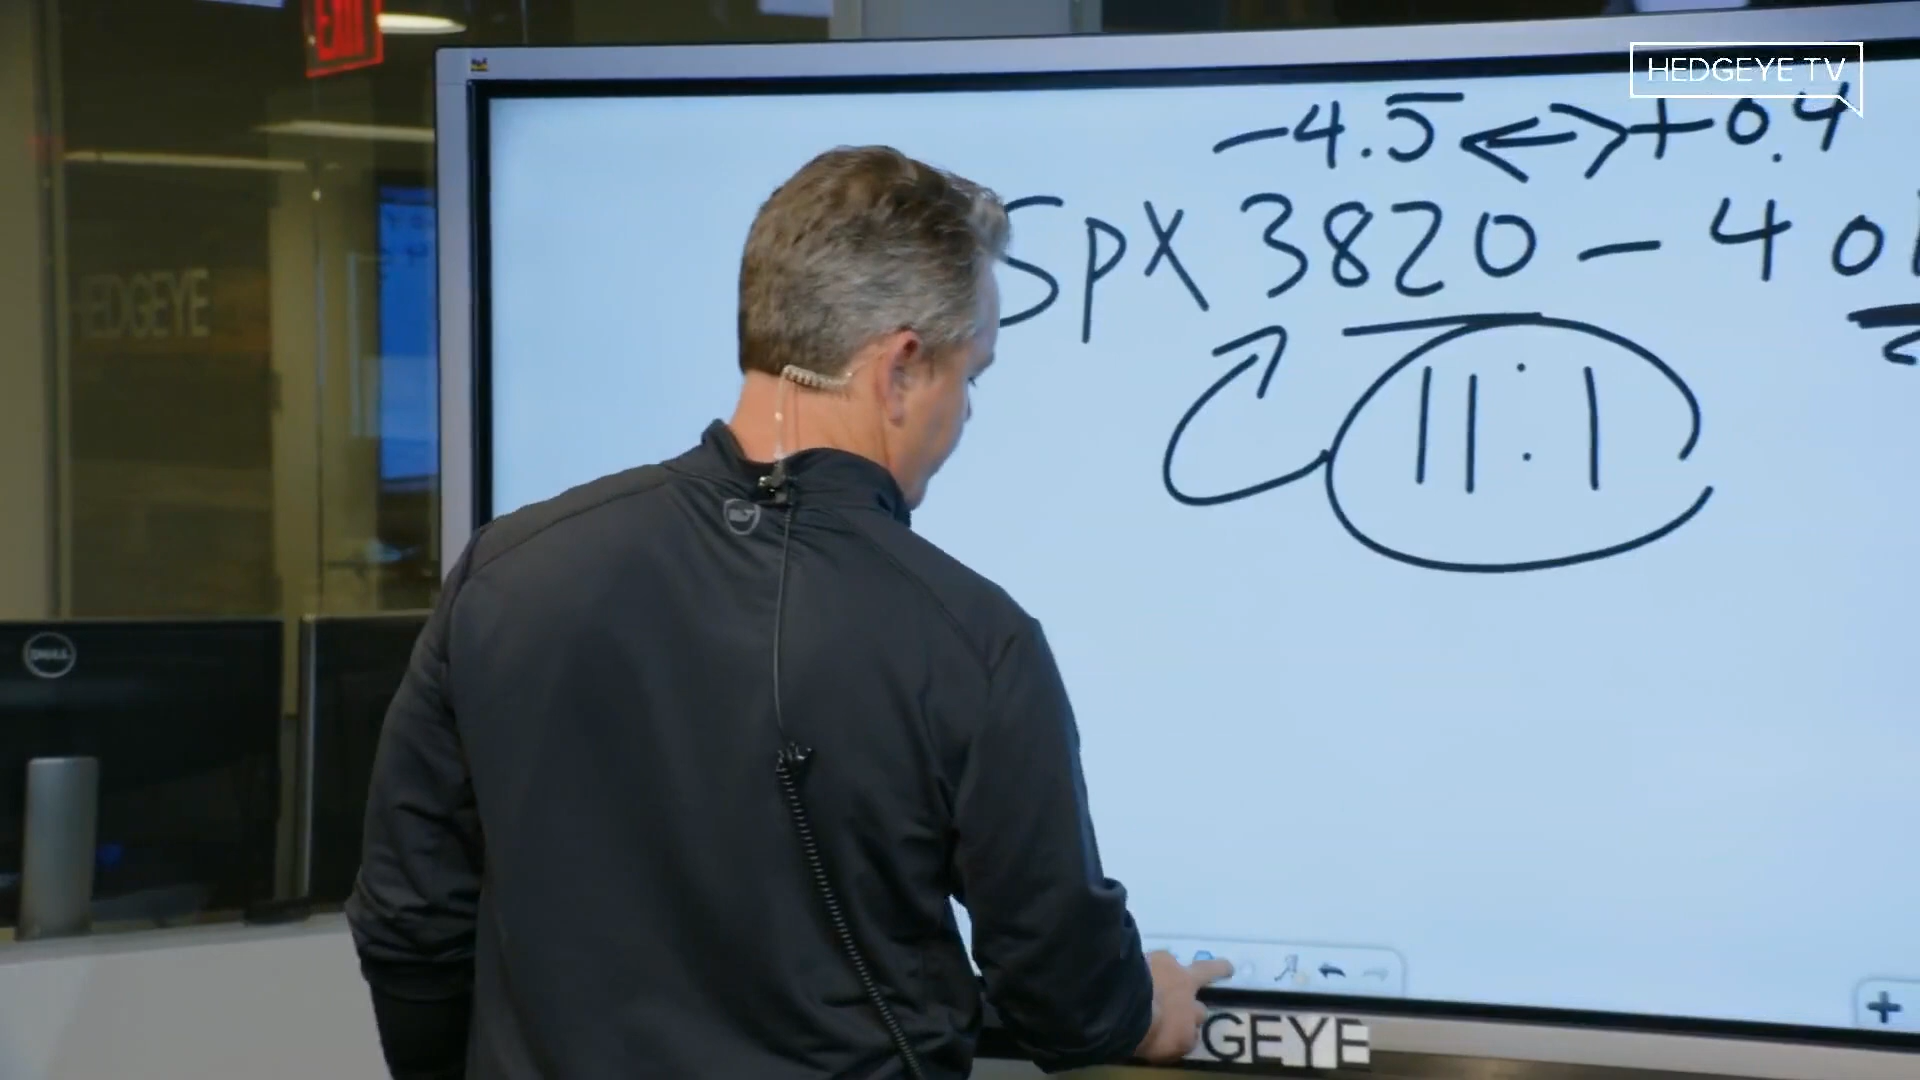 EXIT
HEDGEYE TV
-4.5 <-> +0.4
SPX 3820 - 40
11:1
HEDGEYE
DELL
GEYE
+